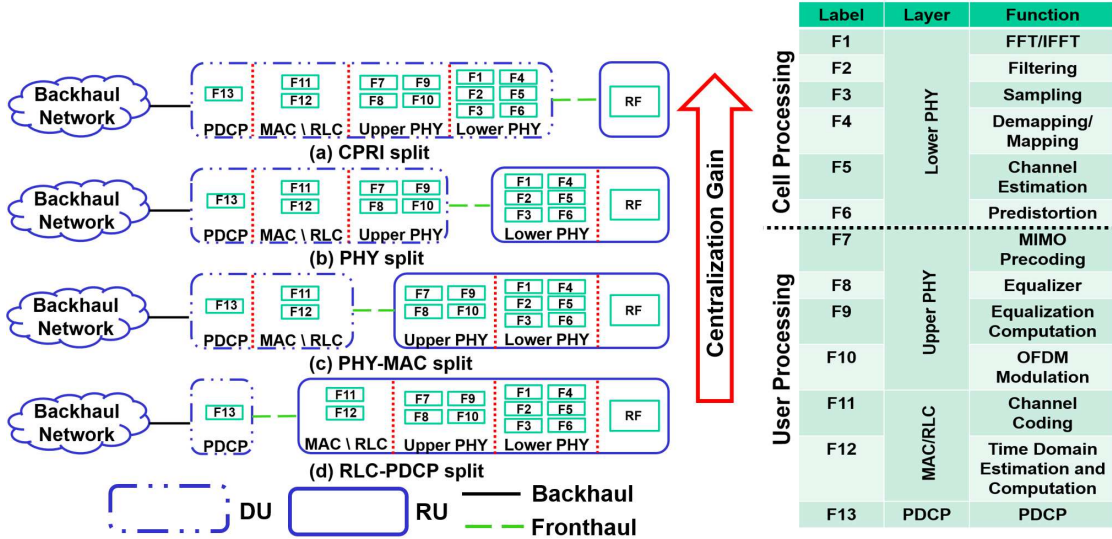 Backhaul
Network
F13
PDCP
F11
F12
MAC \ RLC
F7 F9
F8 F10
Upper PHY
F1 F4
F2 F5
F3 F6
Lower PHY
RF
(a) CPRI split
Backhaul
Network
F13
PDCP
F11
F12
MAC \ RLC
F7 F9
F8 F10
Upper PHY
F1 F4
F2 F5
F3 F6
Lower PHY
RF
(b) PHY split
Backhaul
Network
F13
PDCP
F11
F12
MAC \ RLC
F7 F9
F8 F10
Upper PHY
F1 F4
F2 F5
F3 F6
Lower PHY
RF
(c) PHY-MAC split
Backhaul
Network
F13
PDCP
F11
F12
MAC \ RLC
F7 F9
F8 F10
Upper PHY
F1 F4
F2 F5
F3 F6
Lower PHY
RF
(d) RLC-PDCP split
DU
RU
Backhaul
Fronthaul
Centralization Gain
Cell Processing
User Processing
Label Layer Function
F1 FFT/IFFT
F2 Filtering
F3 Sampling
F4 Demapping/
Mapping
F5 Channel
Estimation
F6 Predistortion
Lower PHY
F7 MIMO
Precoding
F8 Equalizer
F9 Equalization
Computation
F10 OFDM
Modulation
Upper PHY
F11 Channel
Coding
F12 Time Domain
Estimation and
Computation
MAC/RLC
F13 PDCP PDCP